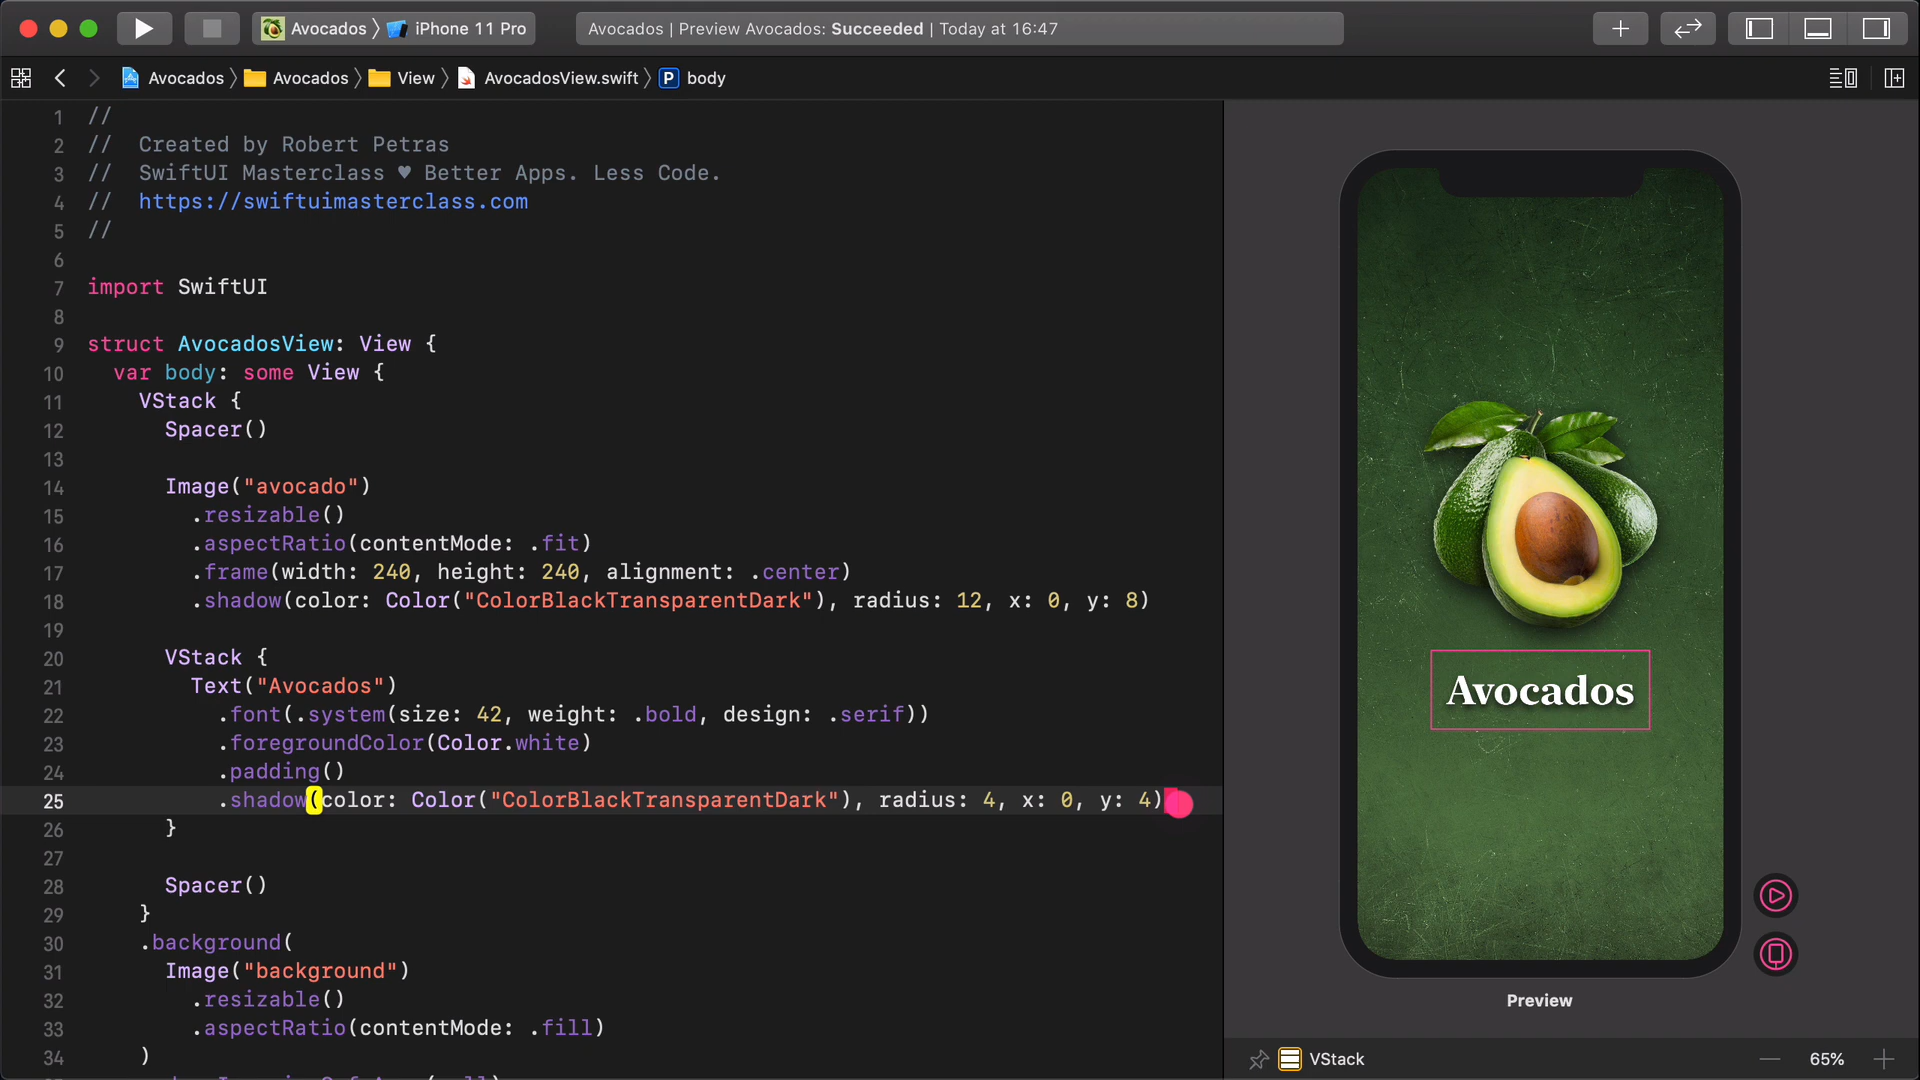 Avocados 〉 iPhone 11 Pro
Avocados | Preview Avocados: Succeeded | Today at 16:47
Avocados 〉 Avocados 〉 View 〉 AvocadosView.swift 〉 P body
1 //
2 //  Created by Robert Petras
3 //  SwiftUI Masterclass ♥ Better Apps. Less Code.
4 //  https://swiftuimasterclass.com
5 //
6
7 import SwiftUI
8
9 struct AvocadosView: View {
10   var body: some View {
11     VStack {
12       Spacer()
13
14       Image("avocado")
15         .resizable()
16         .aspectRatio(contentMode: .fit)
17         .frame(width: 240, height: 240, alignment: .center)
18         .shadow(color: Color("ColorBlackTransparentDark"), radius: 12, x: 0, y: 8)
19
20       VStack {
21         Text("Avocados")
22           .font(.system(size: 42, weight: .bold, design: .serif))
23           .foregroundColor(Color.white)
24           .padding()
25           .shadow(color: Color("ColorBlackTransparentDark"), radius: 4, x: 0, y: 4)
26       }
27
28       Spacer()
29     }
30     .background(
31       Image("background")
32         .resizable()
33         .aspectRatio(contentMode: .fill)
34     )
Avocados
Preview
VStack
65%